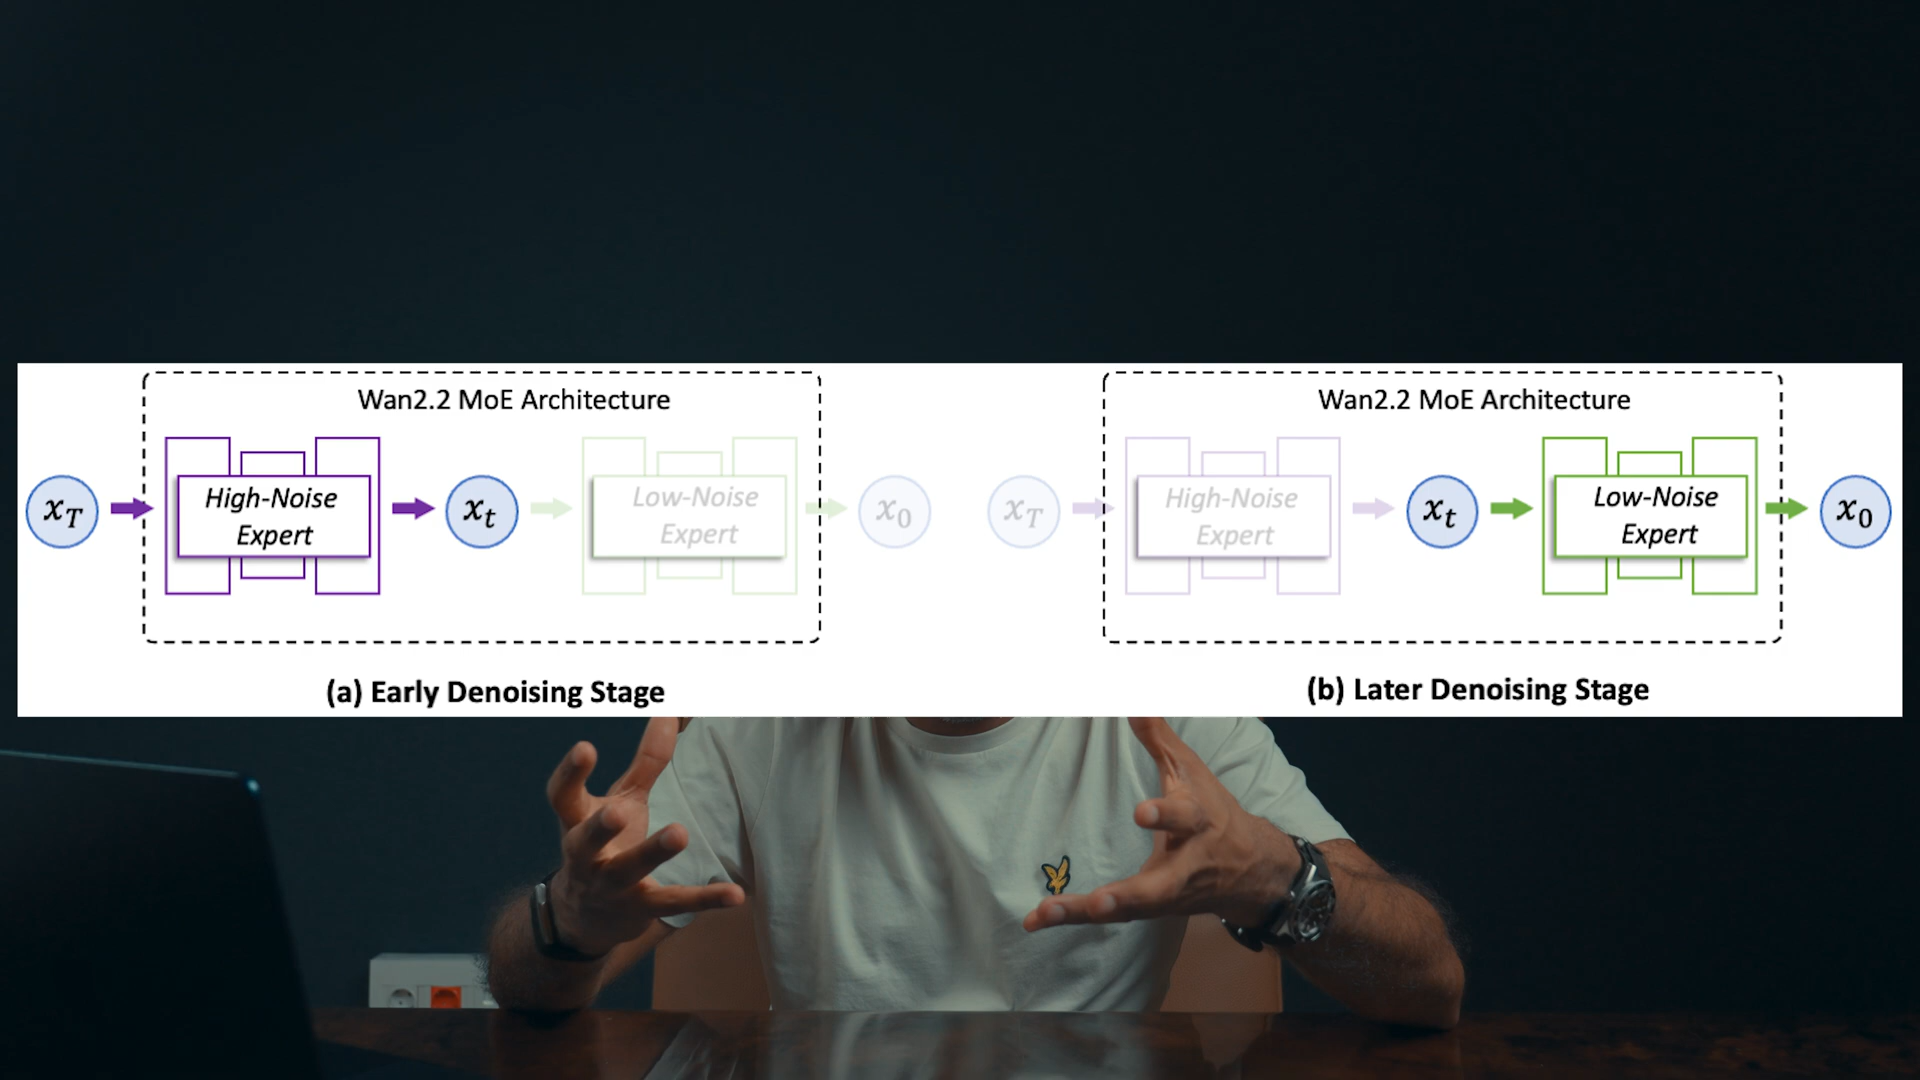 Wan2.2 MoE Architecture
x_T
High-Noise
Expert
x_t
Low-Noise
Expert
x_0
(a) Early Denoising Stage
Wan2.2 MoE Architecture
x_T
High-Noise
Expert
x_t
Low-Noise
Expert
x_0
(b) Later Denoising Stage